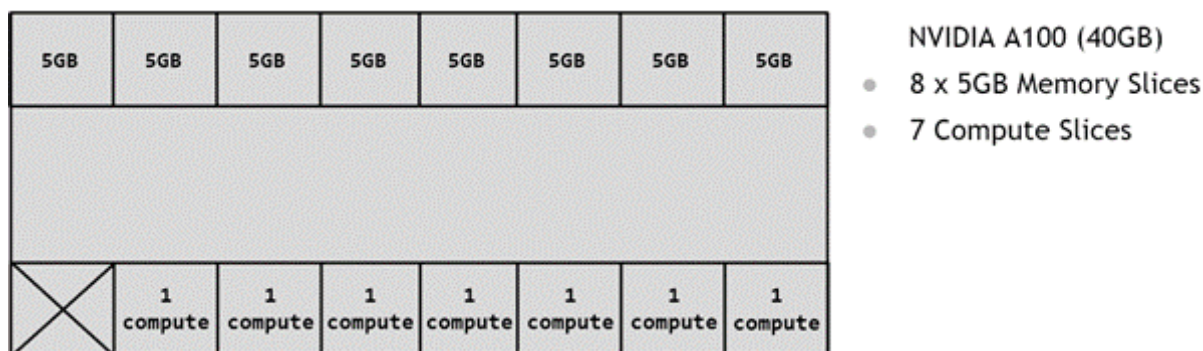 5GB 5GB 5GB 5GB 5GB 5GB 5GB 5GB
1 1 1 1 1 1 1
compute compute compute compute compute compute compute
NVIDIA A100 (40GB)
8 x 5GB Memory Slices
7 Compute Slices